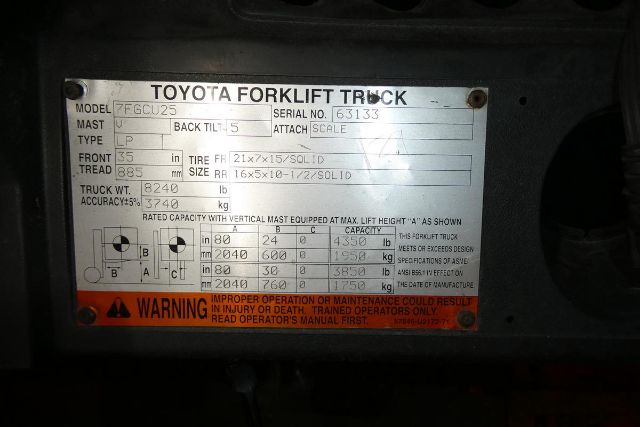 TOYOTA FORKLIFT TRUCK
MODEL 7FGCU25 SERIAL NO. 63133
MAST V BACK TILT 5 ATTACH SCALE
TYPE LP
FRONT 35 in TIRE FR 21x7x15/SOLID
TREAD 885 mm SIZE RR 16x5x10-1/2/SOLID
TRUCK WT. 8240 lb
ACCURACY±5% 3740 kg
RATED CAPACITY WITH VERTICAL MAST EQUIPPED AT MAX. LIFT HEIGHT "A" AS SHOWN
A B C CAPACITY
in 80 24 0 4350 lb
mm 2040 600 0 1950 kg
in 80 30 0 3850 lb
mm 2040 760 0 1750 kg
B B A C
THIS FORKLIFT TRUCK
MEETS OR EXCEEDS DESIGN
SPECIFICATIONS OF ASME/
ANSI B56.1 IN EFFECT ON
THE DATE OF MANUFACTURE
WARNING
IMPROPER OPERATION OR MAINTENANCE COULD RESULT
IN INJURY OR DEATH. TRAINED OPERATORS ONLY.
READ OPERATOR'S MANUAL FIRST.